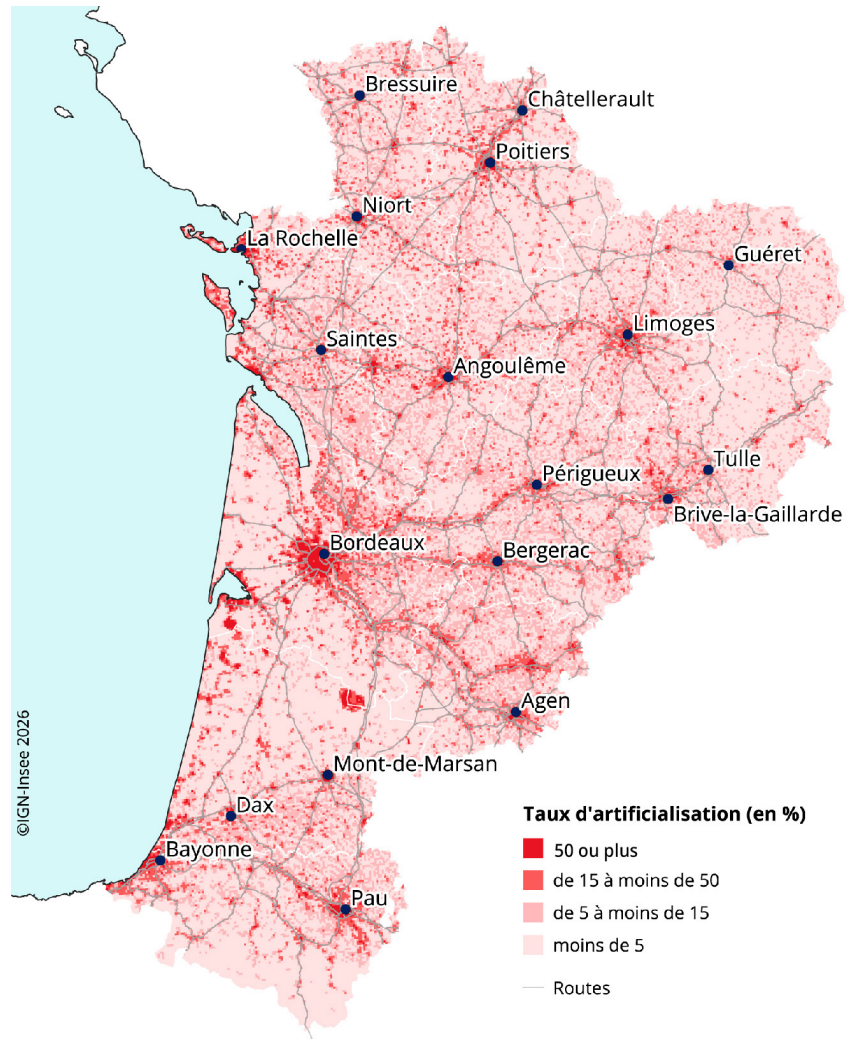 Bressuire
Châtellerault
Poitiers
Niort
La Rochelle
Guéret
Limoges
Saintes
Angoulême
Tulle
Périgueux
Brive-la-Gaillarde
Bordeaux
Bergerac
Agen
©IGN-Insee 2026
Mont-de-Marsan
Dax
Bayonne
Pau
Taux d'artificialisation (en %)
50 ou plus
de 15 à moins de 50
de 5 à moins de 15
moins de 5
Routes